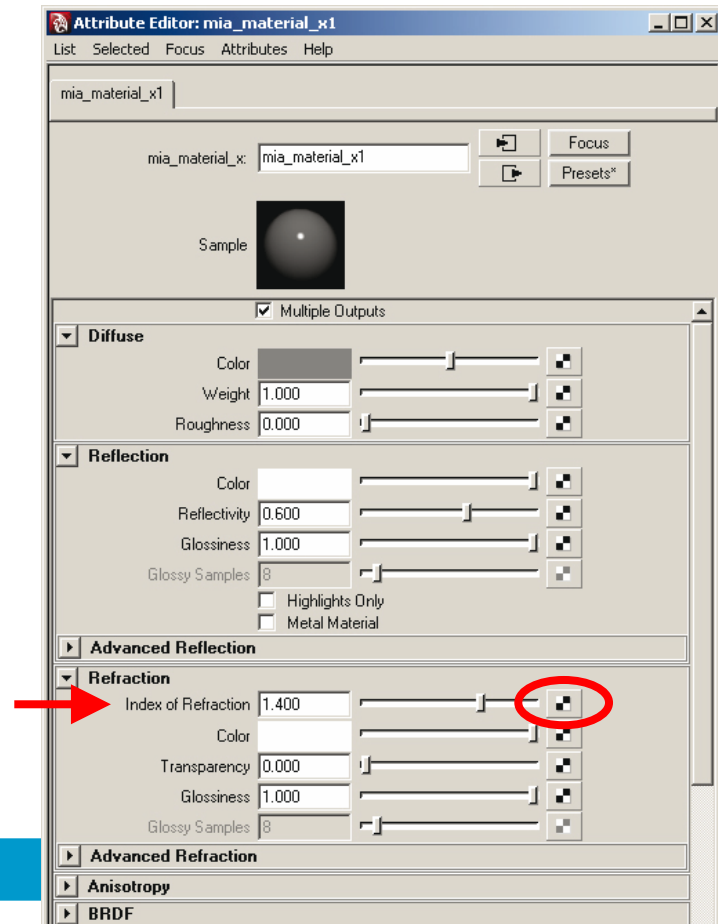 Attribute Editor: mia_material_x1
List Selected Focus Attributes Help
mia_material_x1
mia_material_x: mia_material_x1 Focus
Presets*
Sample
Multiple Outputs
Diffuse
Color
Weight 1.000
Roughness 0.000
Reflection
Color
Reflectivity 0.600
Glossiness 1.000
Glossy Samples 8
Highlights Only
Metal Material
Advanced Reflection
Refraction
Index of Refraction 1.400
Color
Transparency 0.000
Glossiness 1.000
Glossy Samples 8
Advanced Refraction
Anisotropy
BRDF